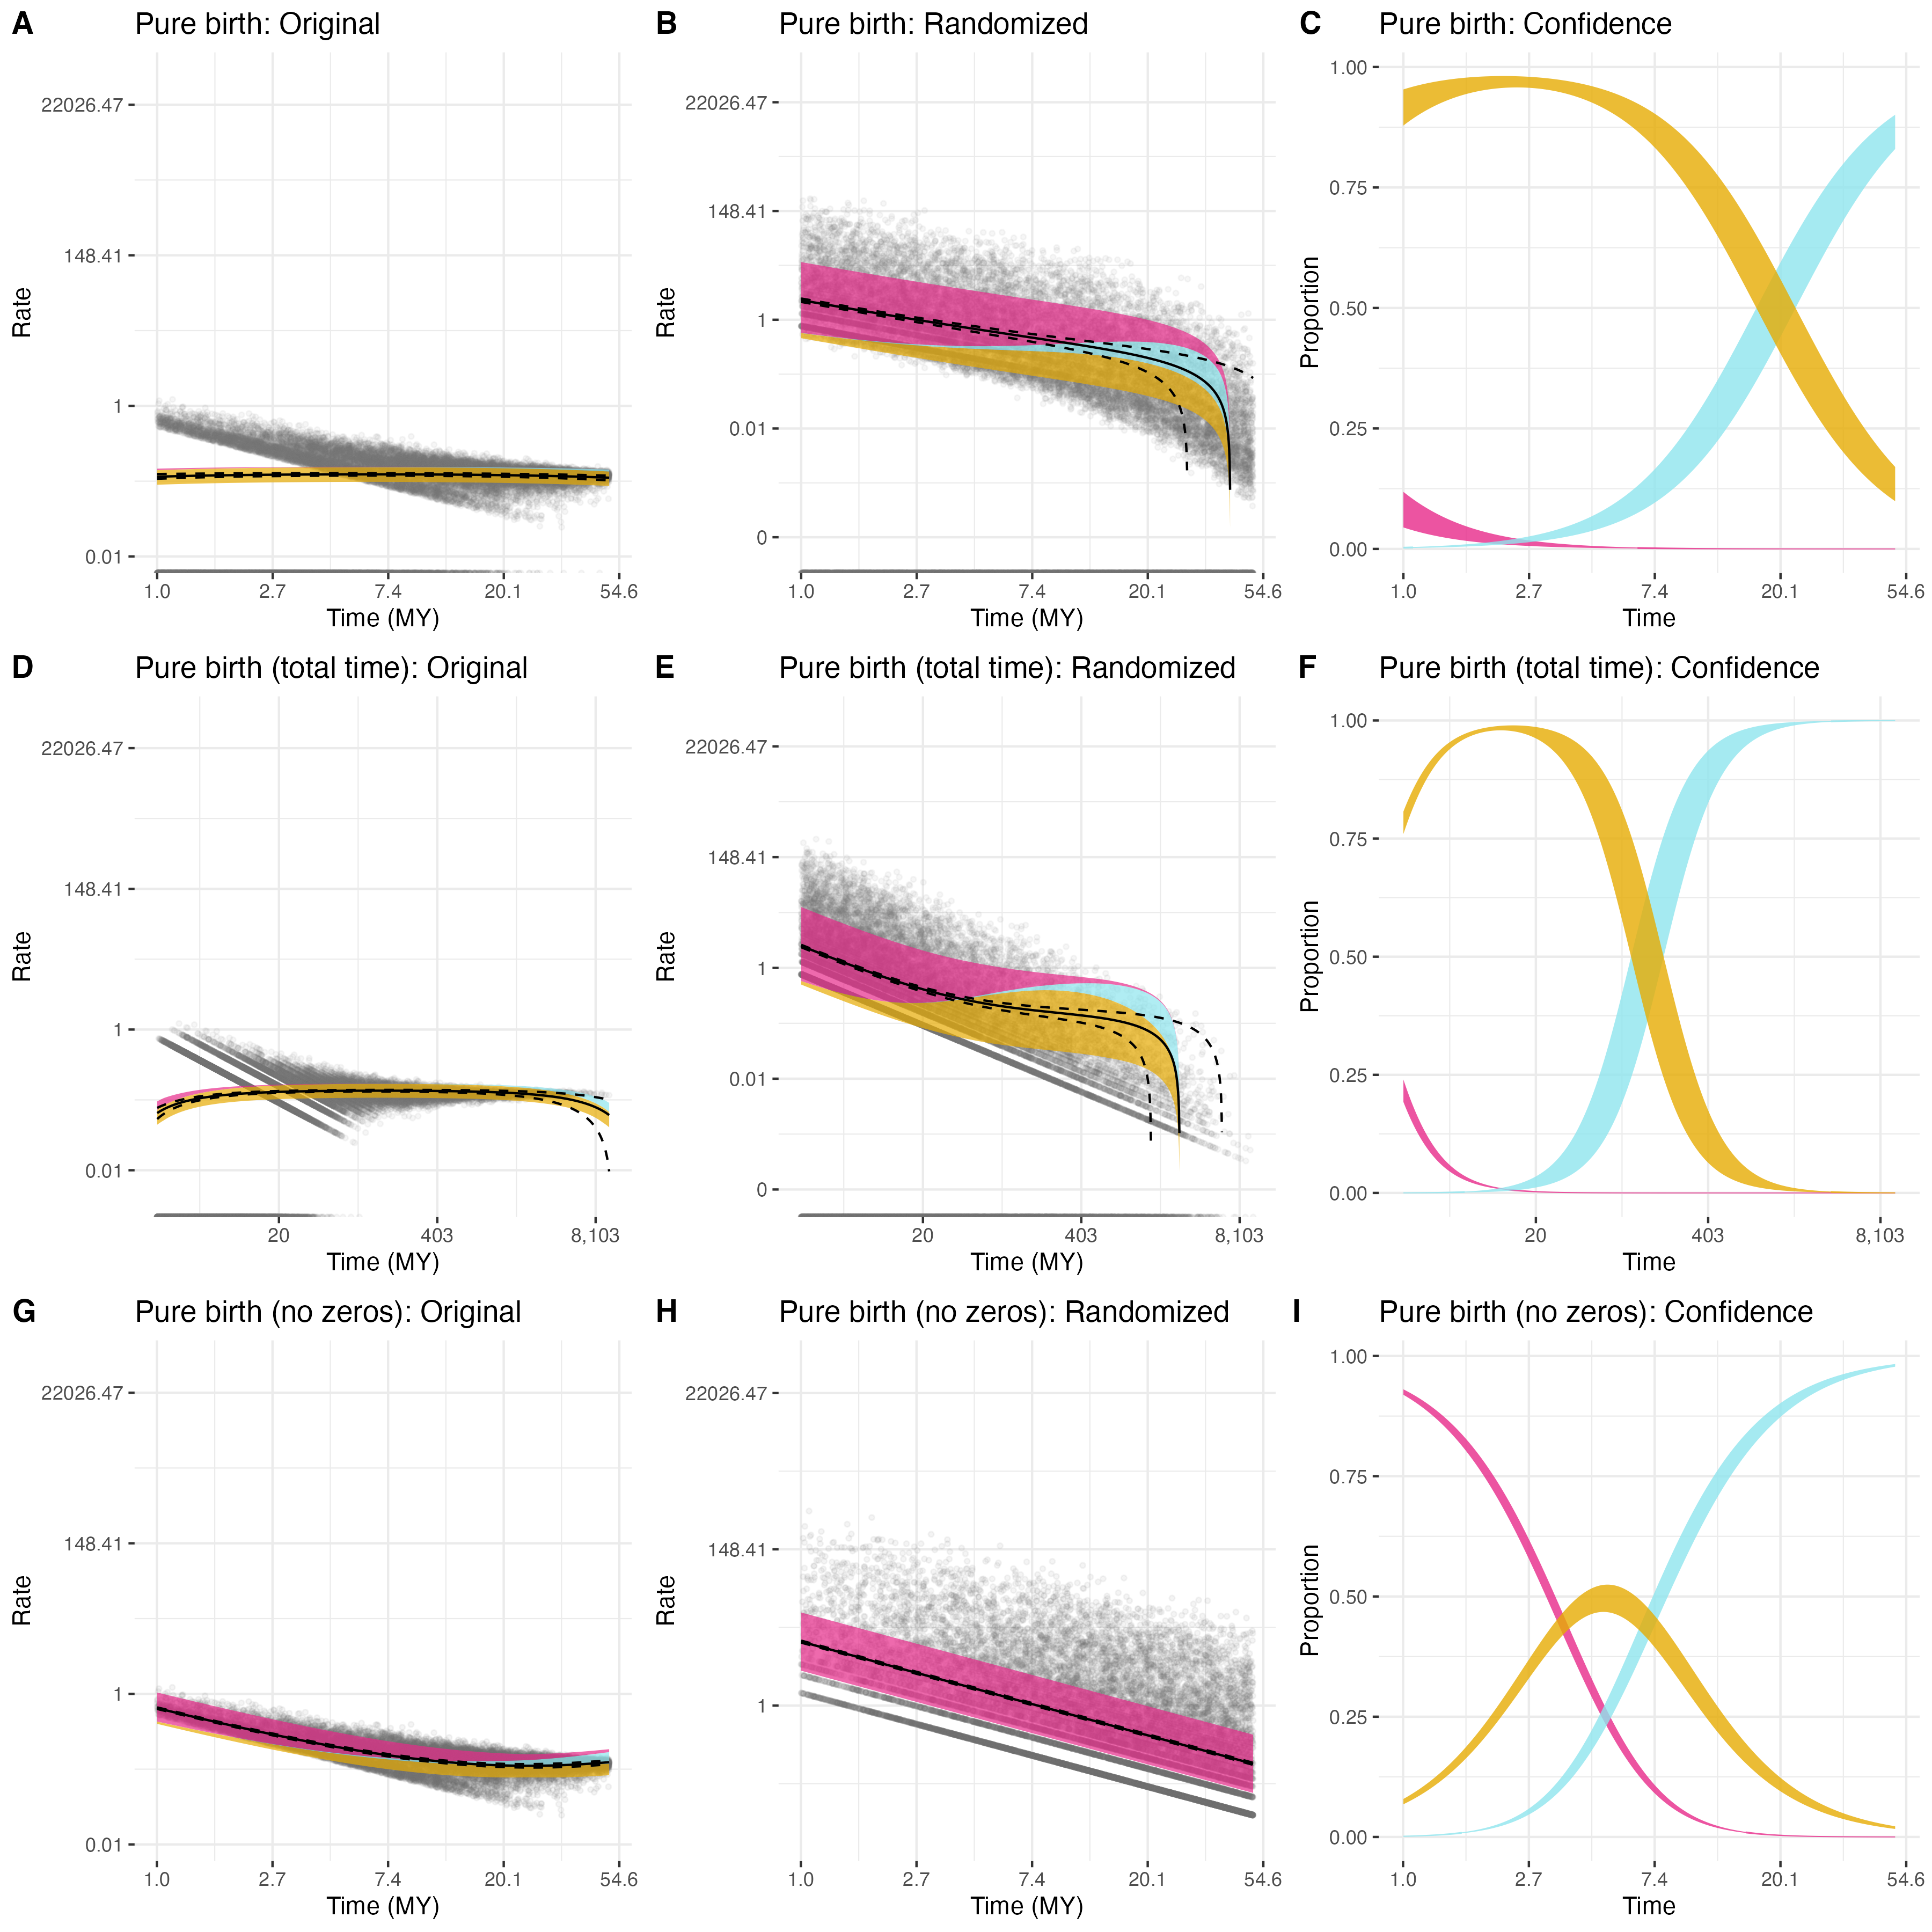 A Pure birth: Original
22026.47
148.41
1
0.01
Rate
1.0 2.7 7.4 20.1 54.6
Time (MY)
B Pure birth: Randomized
22026.47
148.41
1
0.01
0
Rate
1.0 2.7 7.4 20.1 54.6
Time (MY)
C Pure birth: Confidence
1.00
0.75
0.50
0.25
0.00
Proportion
1.0 2.7 7.4 20.1 54.6
Time
D Pure birth (total time): Original
22026.47
148.41
1
0.01
Rate
20 403 8,103
Time (MY)
E Pure birth (total time): Randomized
22026.47
148.41
1
0.01
0
Rate
20 403 8,103
Time (MY)
F Pure birth (total time): Confidence
1.00
0.75
0.50
0.25
0.00
Proportion
20 403 8,103
Time
G Pure birth (no zeros): Original
22026.47
148.41
1
0.01
Rate
1.0 2.7 7.4 20.1 54.6
Time (MY)
H Pure birth (no zeros): Randomized
22026.47
148.41
1
Rate
1.0 2.7 7.4 20.1 54.6
Time (MY)
I Pure birth (no zeros): Confidence
1.00
0.75
0.50
0.25
0.00
Proportion
1.0 2.7 7.4 20.1 54.6
Time